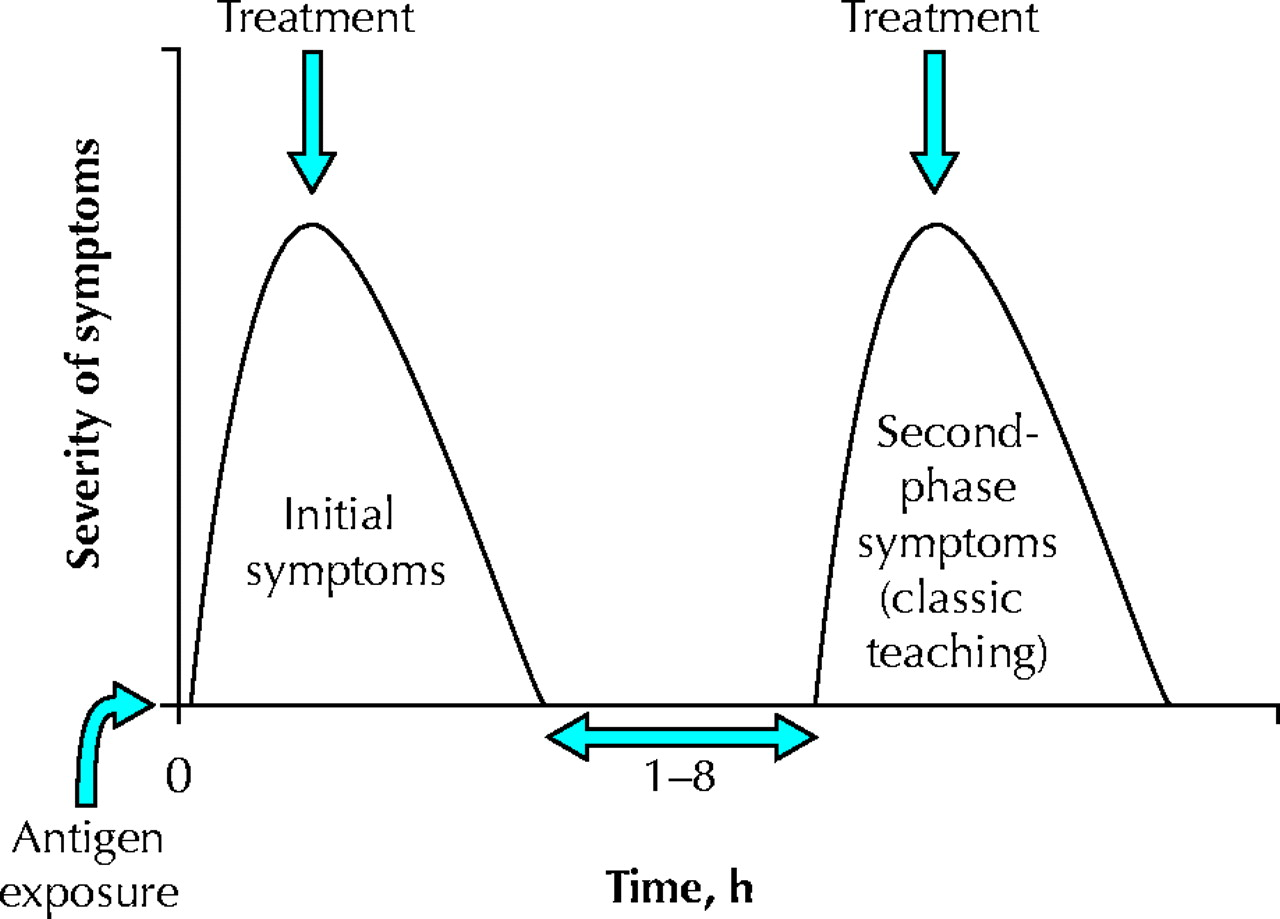 Treatment
Treatment
Severity of symptoms
Initial
symptoms
Second-
phase
symptoms
(classic
teaching)
0
1–8
Antigen
exposure
Time, h